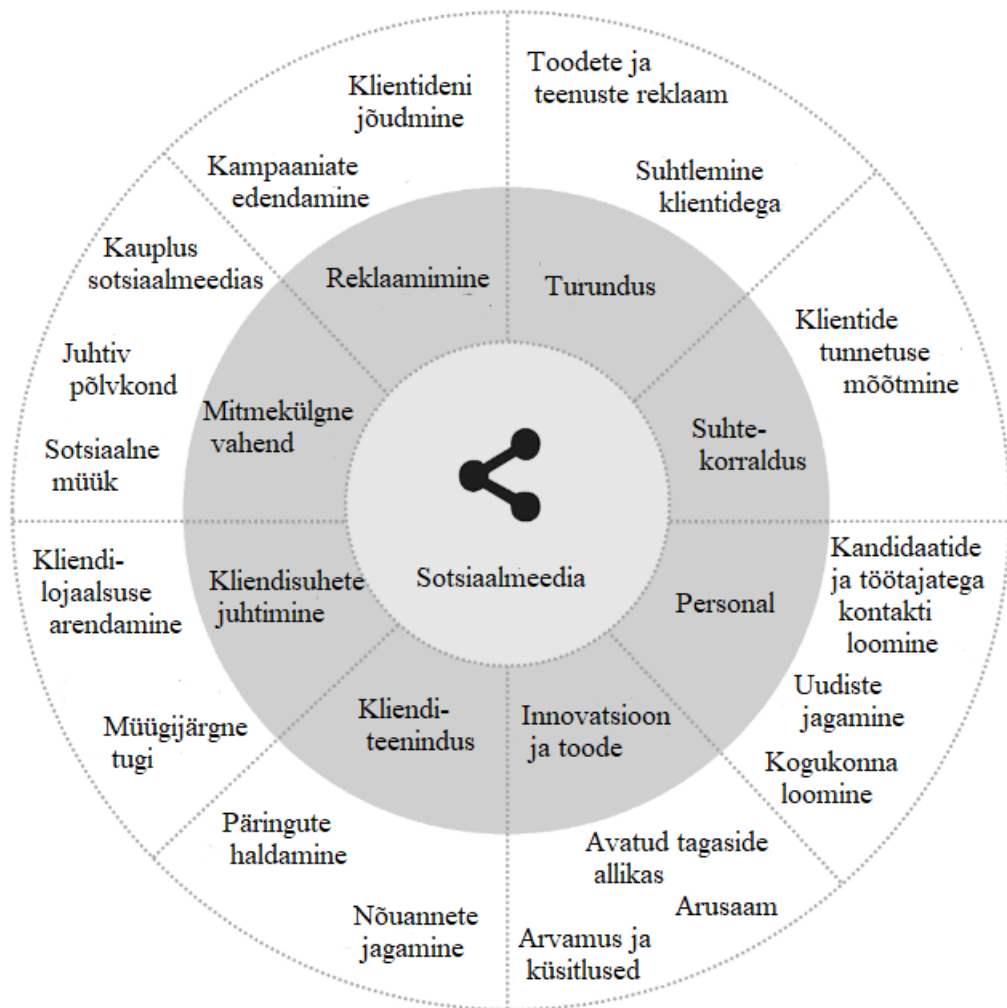 Klientideni
jõudmine
Kampaaniate
edendamine
Toodete ja
teenuste reklaam
Suhtlemine
klientidega
Kauplus
sotsiaalmeedias
Juhtiv
põlvkond
Sotsiaalne
müük
Reklaamimine
Turundus
Klientide
tunnetuse
mõõtmine
Mitmekülgne
vahend
Suhte-
korraldus
Sotsiaalmeedia
Kliendi-
lojaalsuse
arendamine
Müügijärgne
tugi
Kliendisuhete
juhtimine
Personal
Kandidaatide
ja töötajatega
kontakti
loomine
Uudiste
jagamine
Kogukonna
loomine
Kliendi-
teenindus
Innovatsioon
ja toode
Päringute
haldamine
Nõuannete
jagamine
Avatud tagaside
allikas
Arusaam
Arvamus ja
küsitlused